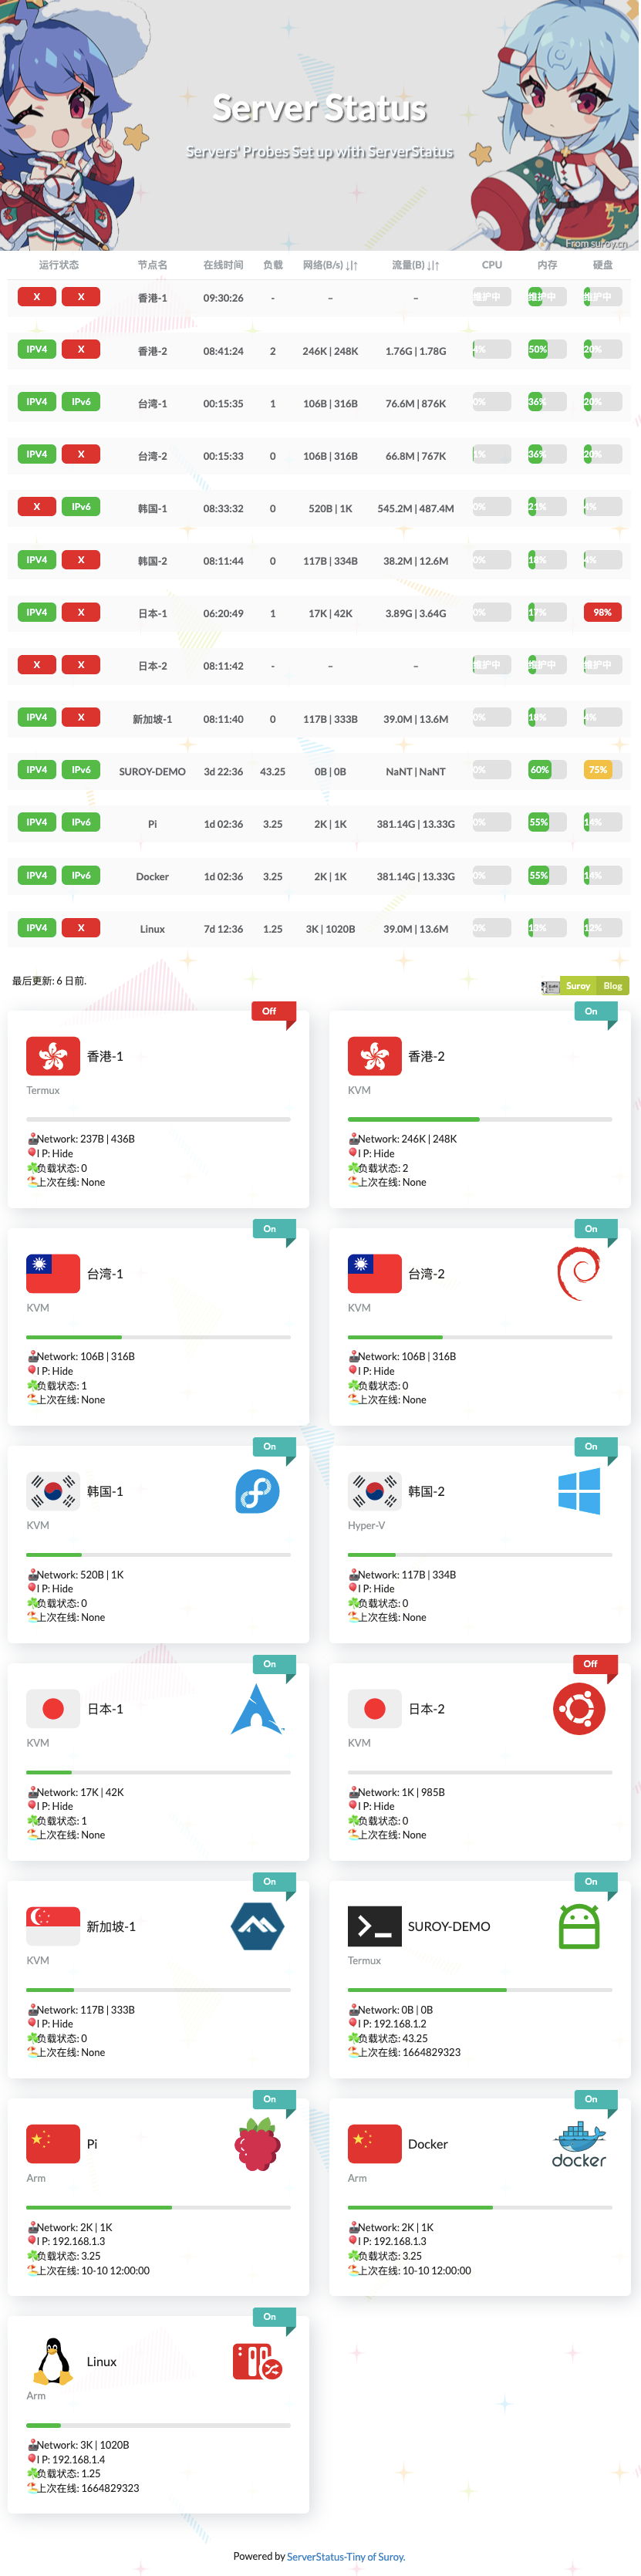 Server Status
Servers' Probes Set up with ServerStatus
From suroy.cn
运行状态 节点名 在线时间 负载 网络(B/s) ↓|↑ 流量(B) ↓|↑ CPU 内存 硬盘
X X 香港-1 09:30:26 - – – 维护中 维护中 维护中
IPV4 X 香港-2 08:41:24 2 246K | 248K 1.76G | 1.78G 50% 20%
IPV4 IPv6 台湾-1 00:15:35 1 106B | 316B 76.6M | 876K 0% 36% 20%
IPV4 X 台湾-2 00:15:33 0 106B | 316B 66.8M | 767K 1% 36% 20%
X IPv6 韩国-1 08:33:32 0 520B | 1K 545.2M | 487.4M 0% 21%
IPV4 X 韩国-2 08:11:44 0 117B | 334B 38.2M | 12.6M 0% 18%
IPV4 X 日本-1 06:20:49 1 17K | 42K 3.89G | 3.64G 0% 17% 98%
X X 日本-2 08:11:42 - – – 维护中 维护中 维护中
IPV4 X 新加坡-1 08:11:40 0 117B | 333B 39.0M | 13.6M 0% 18%
IPV4 IPv6 SUROY-DEMO 3d 22:36 43.25 0B | 0B NaNT | NaNT 0% 60% 75%
IPV4 IPv6 Pi 1d 02:36 3.25 2K | 1K 381.14G | 13.33G 0% 55% 14%
IPV4 IPv6 Docker 1d 02:36 3.25 2K | 1K 381.14G | 13.33G 0% 55% 14%
IPV4 X Linux 7d 12:36 1.25 3K | 1020B 39.0M | 13.6M 0% 13% 12%
最后更新: 6 日前.
Suroy Blog
Off
香港-1
Termux
Network: 237B | 436B
I P: Hide
负载状态: 0
上次在线: None
On
香港-2
KVM
Network: 246K | 248K
I P: Hide
负载状态: 2
上次在线: None
On
台湾-1
KVM
Network: 106B | 316B
I P: Hide
负载状态: 1
上次在线: None
On
台湾-2
KVM
Network: 106B | 316B
I P: Hide
负载状态: 0
上次在线: None
On
韩国-1
KVM
Network: 520B | 1K
I P: Hide
负载状态: 0
上次在线: None
On
韩国-2
Hyper-V
Network: 117B | 334B
I P: Hide
负载状态: 0
上次在线: None
On
日本-1
KVM
Network: 17K | 42K
I P: Hide
负载状态: 1
上次在线: None
Off
日本-2
KVM
Network: 1K | 985B
I P: Hide
负载状态: 0
上次在线: None
On
新加坡-1
KVM
Network: 117B | 333B
I P: Hide
负载状态: 0
上次在线: None
On
SUROY-DEMO
Termux
Network: 0B | 0B
I P: 192.168.1.2
负载状态: 43.25
上次在线: 1664829323
On
Pi
Arm
Network: 2K | 1K
I P: 192.168.1.3
负载状态: 3.25
上次在线: 10-10 12:00:00
On
Docker
docker
Arm
Network: 2K | 1K
I P: 192.168.1.3
负载状态: 3.25
上次在线: 10-10 12:00:00
On
Linux
Arm
Network: 3K | 1020B
I P: 192.168.1.4
负载状态: 1.25
上次在线: 1664829323
Powered by ServerStatus-Tiny of Suroy.